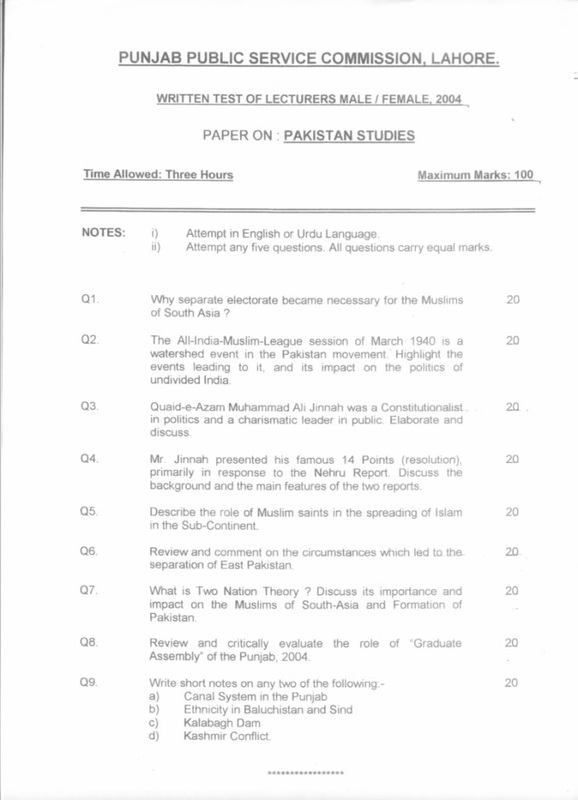 PUNJAB PUBLIC SERVICE COMMISSION, LAHORE.
WRITTEN TEST OF LECTURERS MALE / FEMALE, 2004
PAPER ON : PAKISTAN STUDIES
Time Allowed: Three Hours Maximum Marks: 100
NOTES: i) Attempt in English or Urdu Language.
ii) Attempt any five questions. All questions carry equal marks.
Q1. Why separate electorate became necessary for the Muslims 20
of South Asia ?
Q2. The All-India-Muslim-League session of March 1940 is a 20
watershed event in the Pakistan movement. Highlight the
events leading to it, and its impact on the politics of
undivided India.
Q3. Quaid-e-Azam Muhammad Ali Jinnah was a Constitutionalist 20
in politics and a charismatic leader in public. Elaborate and
discuss.
Q4. Mr. Jinnah presented his famous 14 Points (resolution), 20
primarily in response to the Nehru Report. Discuss the
background and the main features of the two reports.
Q5. Describe the role of Muslim saints in the spreading of Islam 20
in the Sub-Continent.
Q6. Review and comment on the circumstances which led to the 20
separation of East Pakistan.
Q7. What is Two Nation Theory ? Discuss its importance and 20
impact on the Muslims of South-Asia and Formation of
Pakistan.
Q8. Review and critically evaluate the role of "Graduate 20
Assembly" of the Punjab, 2004.
Q9. Write short notes on any two of the following:- 20
a) Canal System in the Punjab
b) Ethnicity in Baluchistan and Sind
c) Kalabagh Dam
d) Kashmir Conflict.
*****************